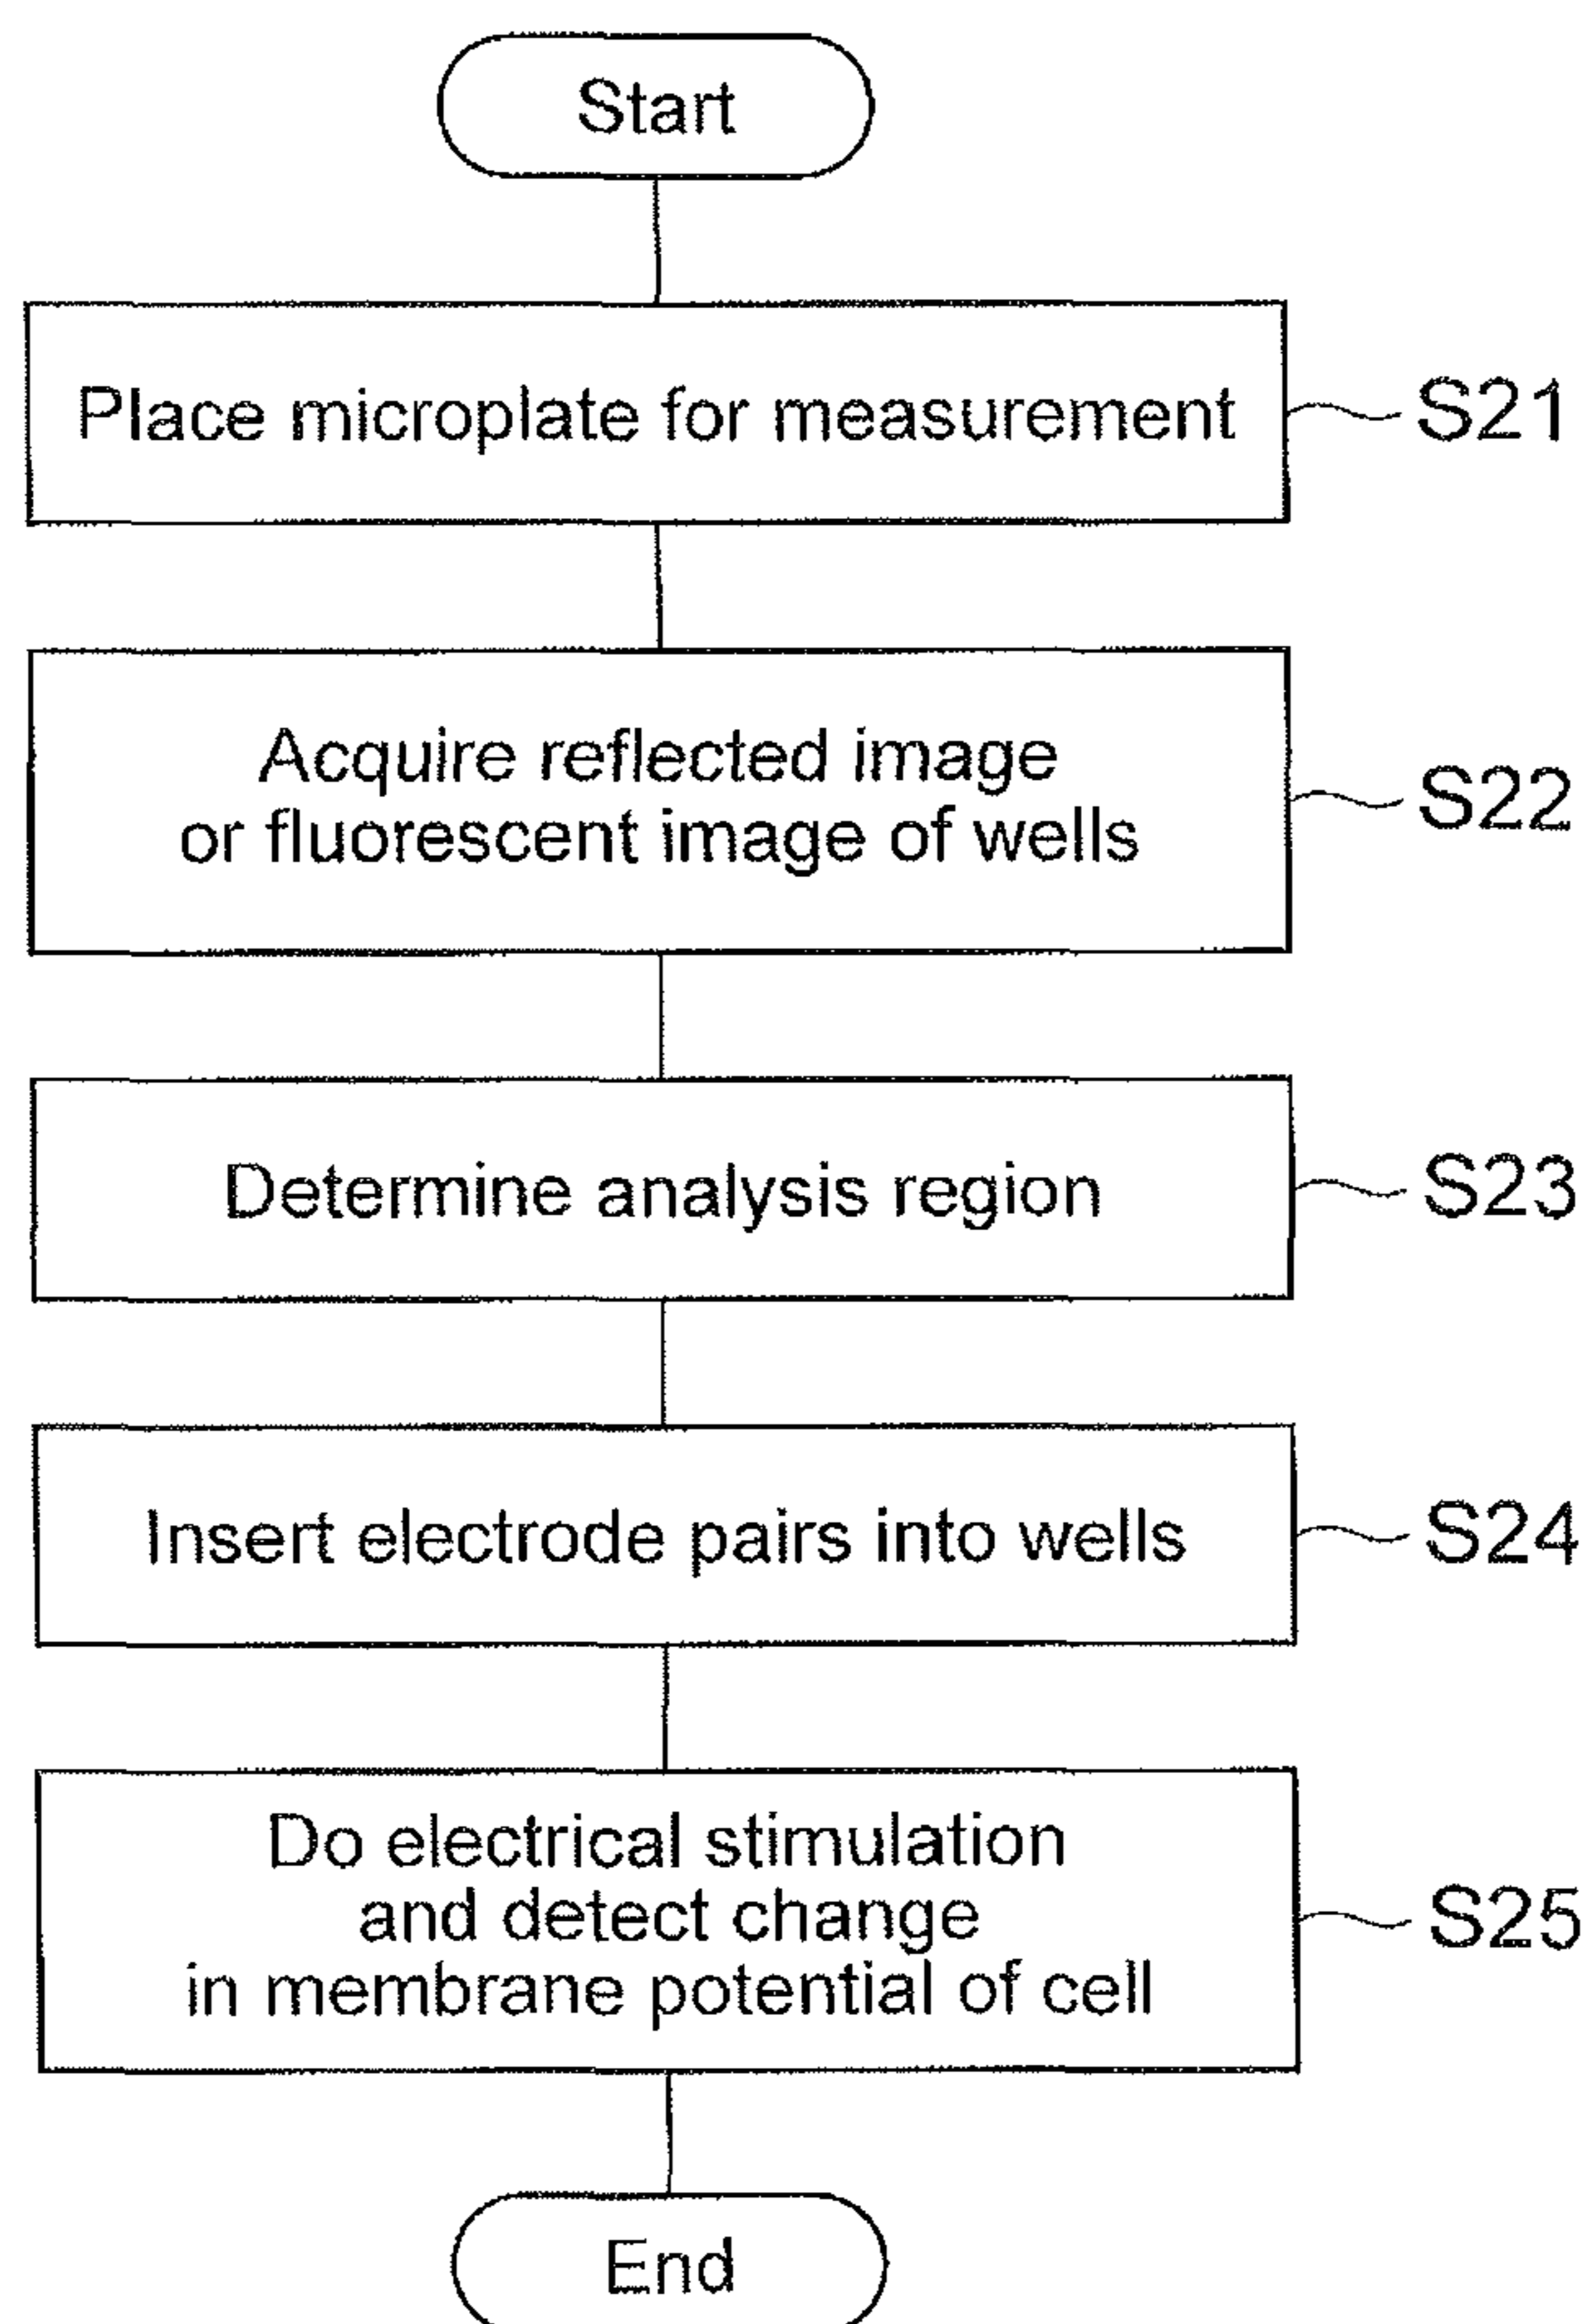 Start
Place microplate for measurement
S21
Acquire reflected image
or fluorescent image of wells
S22
Determine analysis region
S23
Insert electrode pairs into wells
S24
Do electrical stimulation
and detect change
in membrane potential of cell
S25
End